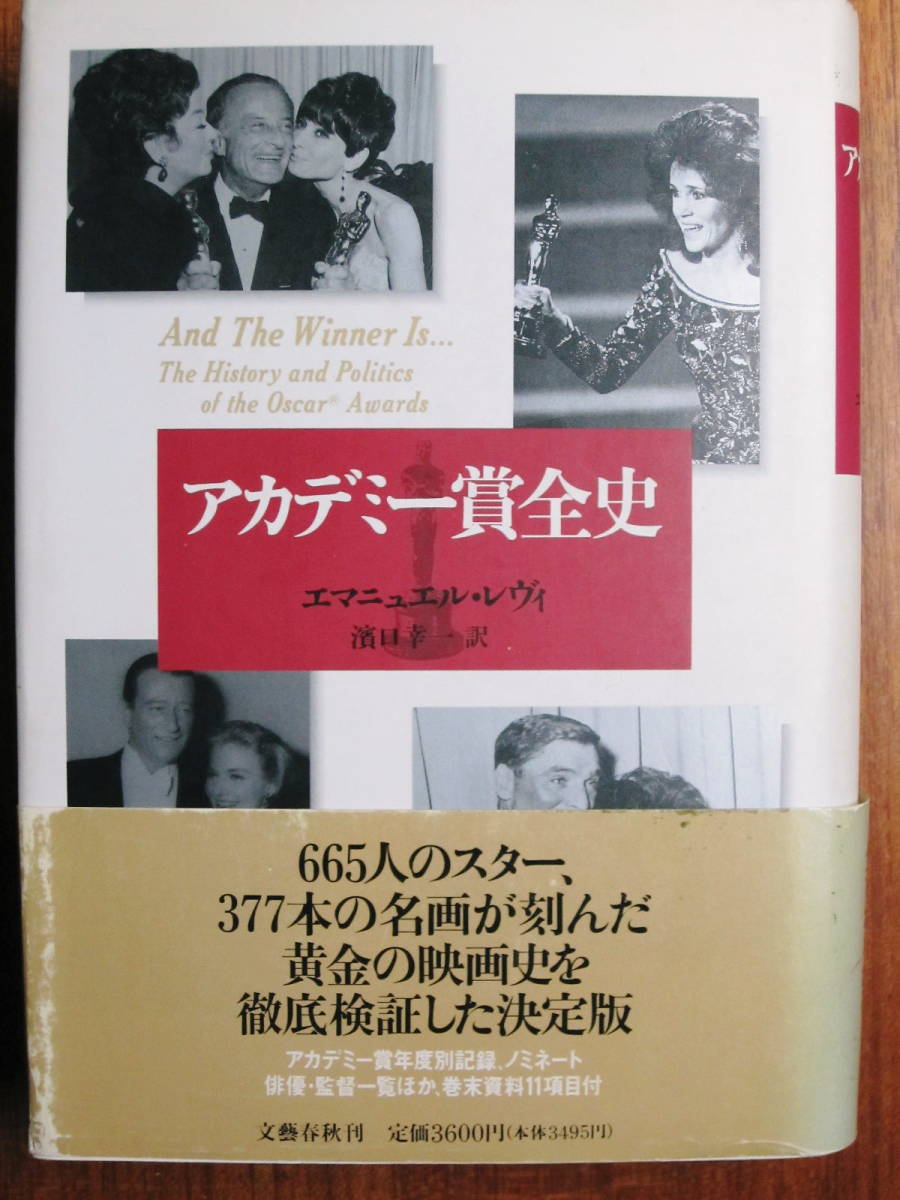 And The Winner Is...
The History and Politics
of the Oscar® Awards
アカデミー賞全史
エマニュエル・レヴィ
濱口幸一 訳
665人のスター、
377本の名画が刻んだ
黄金の映画史を
徹底検証した決定版
アカデミー賞年度別記録、ノミネート
俳優・監督一覧ほか、巻末資料11項目付
文藝春秋刊 定価3600円(本体3495円)